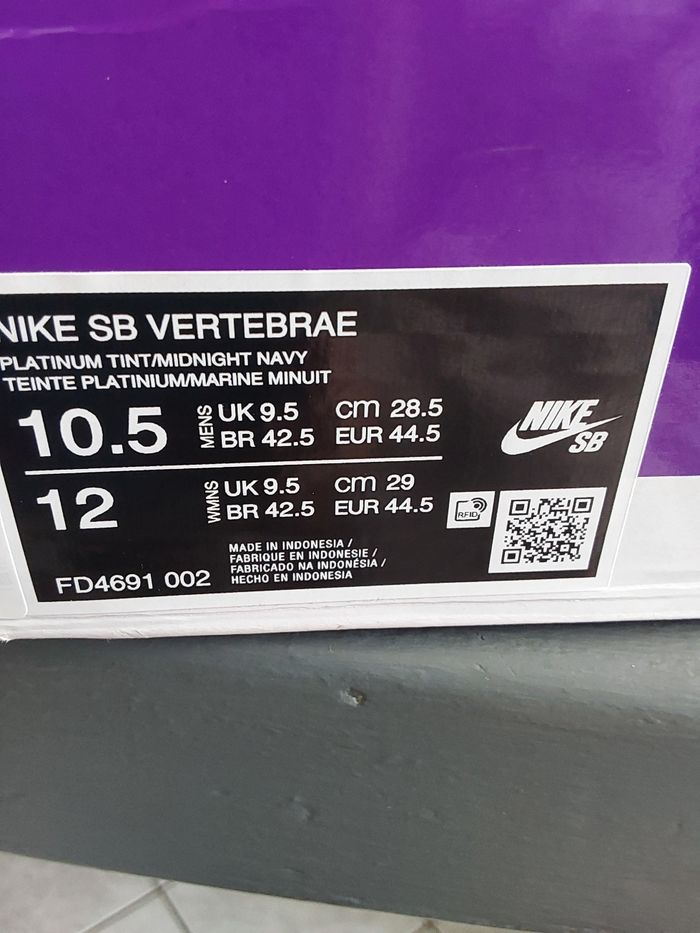 NIKE SB VERTEBRAE
PLATINUM TINT/MIDNIGHT NAVY
TEINTE PLATINIUM/MARINE MINUIT
10.5 MENS UK 9.5 cm 28.5
BR 42.5 EUR 44.5
12 WMNS UK 9.5 cm 29
BR 42.5 EUR 44.5
NIKE
SB
RFID
MADE IN INDONESIA /
FABRIQUE EN INDONESIE /
FABRICADO NA INDONÉSIA /
HECHO EN INDONESIA
FD4691 002